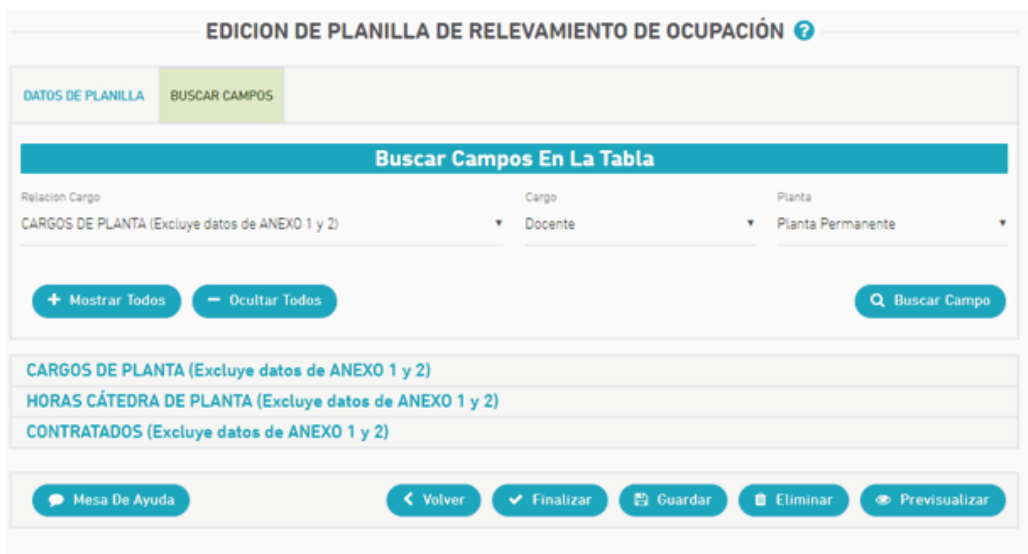 EDICION DE PLANILLA DE RELEVAMIENTO DE OCUPACIÓN ?
DATOS DE PLANILLA BUSCAR CAMPOS
Buscar Campos En La Tabla
Relacion Cargo Cargo Planta
CARGOS DE PLANTA (Excluye datos de ANEXO 1 y 2) Docente Planta Permanente
Mostrar Todos Ocultar Todos Buscar Campo
CARGOS DE PLANTA (Excluye datos de ANEXO 1 y 2)
HORAS CÁTEDRA DE PLANTA (Excluye datos de ANEXO 1 y 2)
CONTRATADOS (Excluye datos de ANEXO 1 y 2)
Mesa De Ayuda Volver Finalizar Guardar Eliminar Previsualizar